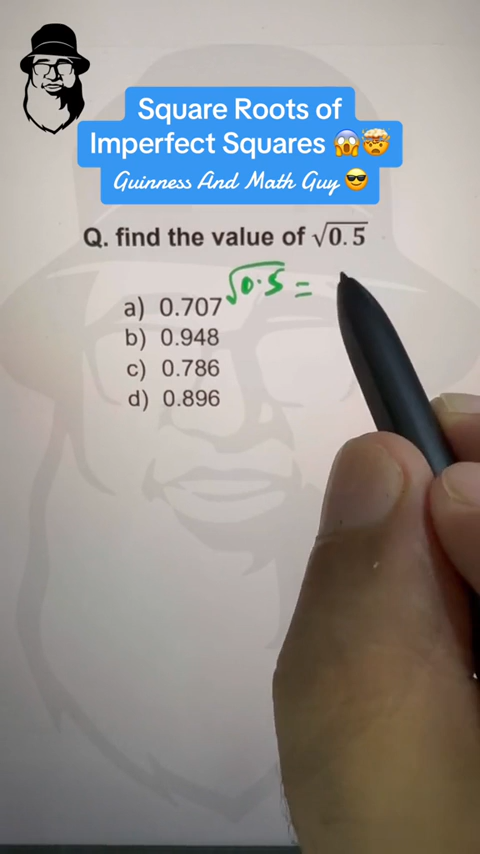 Square Roots of
Imperfect Squares 😱🤯
Guinness And Math Guy 😎
Q. find the value of √0.5
√0.5 =
a) 0.707
b) 0.948
c) 0.786
d) 0.896